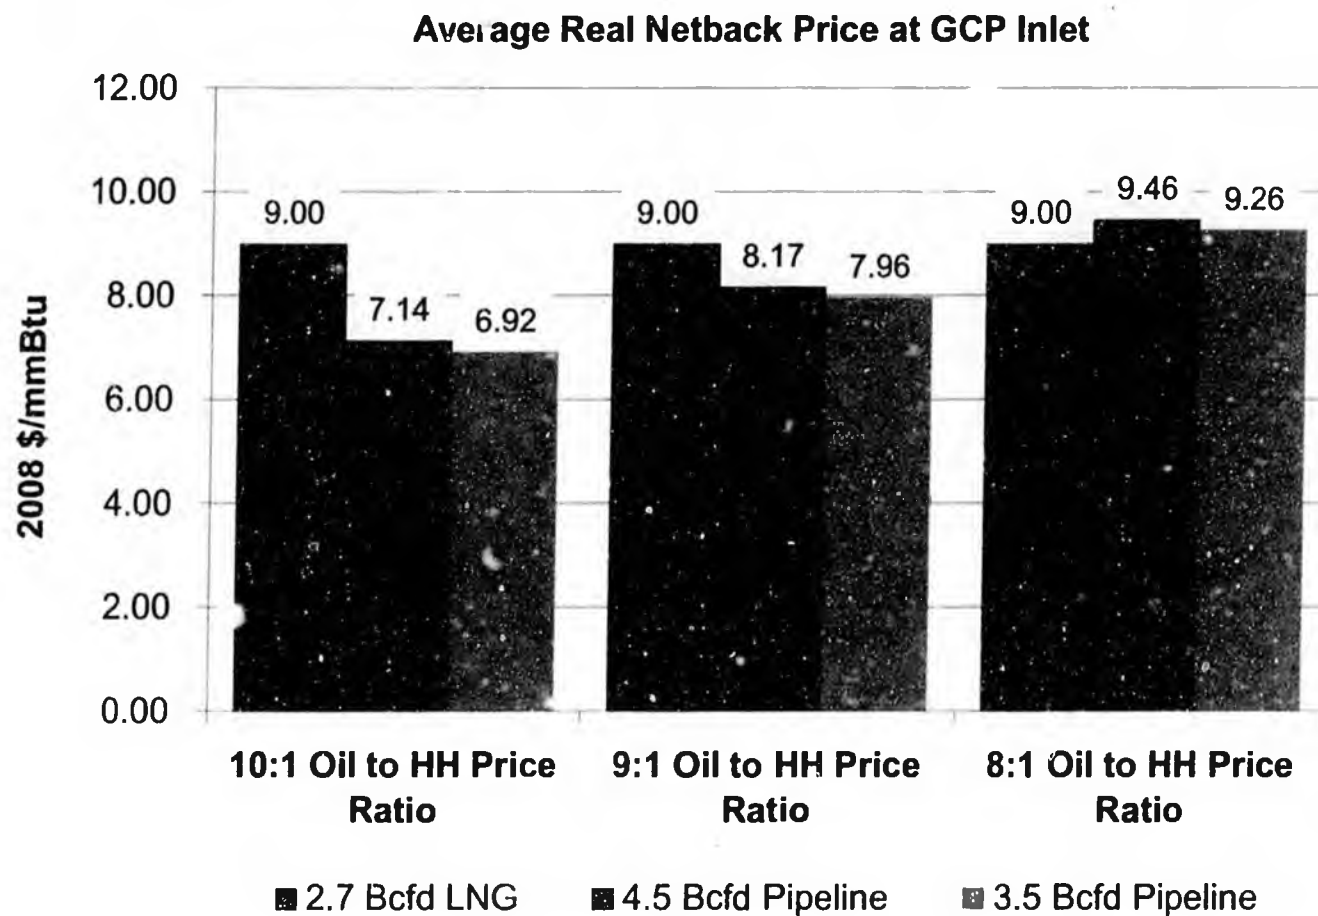 Average Real Netback Price at GCP Inlet
12.00
10.00
8.00
6.00
4.00
2.00
0.00
2008 $/mmBtu
9.00
7.14
6.92
9.00
8.17
7.96
9.00
9.46
9.26
10:1 Oil to HH Price
Ratio
9:1 Oil to HH Price
Ratio
8:1 Oil to HH Price
Ratio
2.7 Bcfd LNG
4.5 Bcfd Pipeline
3.5 Bcfd Pipeline